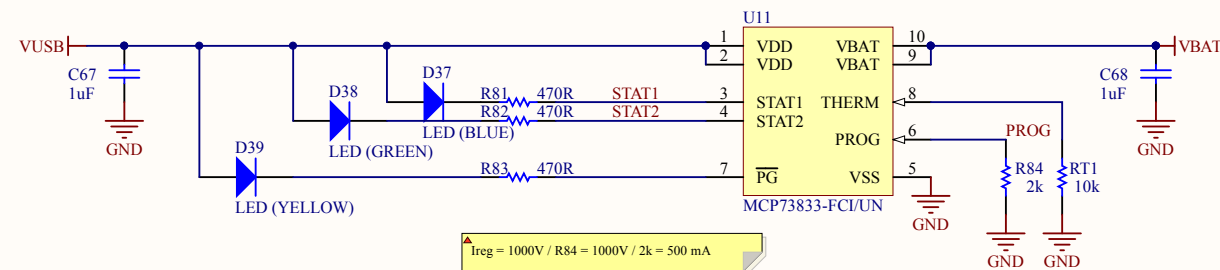 U11
VUSB
C67
1uF
GND
D39
LED (YELLOW)
D38
LED (GREEN)
D37
LED (BLUE)
R81 470R STAT1
R82 470R STAT2
R83 470R
1 VDD VBAT 10
2 VDD VBAT 9
3 STAT1 THERM 8
4 STAT2
PROG 6
7 PG VSS 5
MCP73833-FCI/UN
GND
PROG
R84
2k
GND
RT1
10k
GND
VBAT
C68
1uF
GND
Ireg = 1000V / R84 = 1000V / 2k = 500 mA